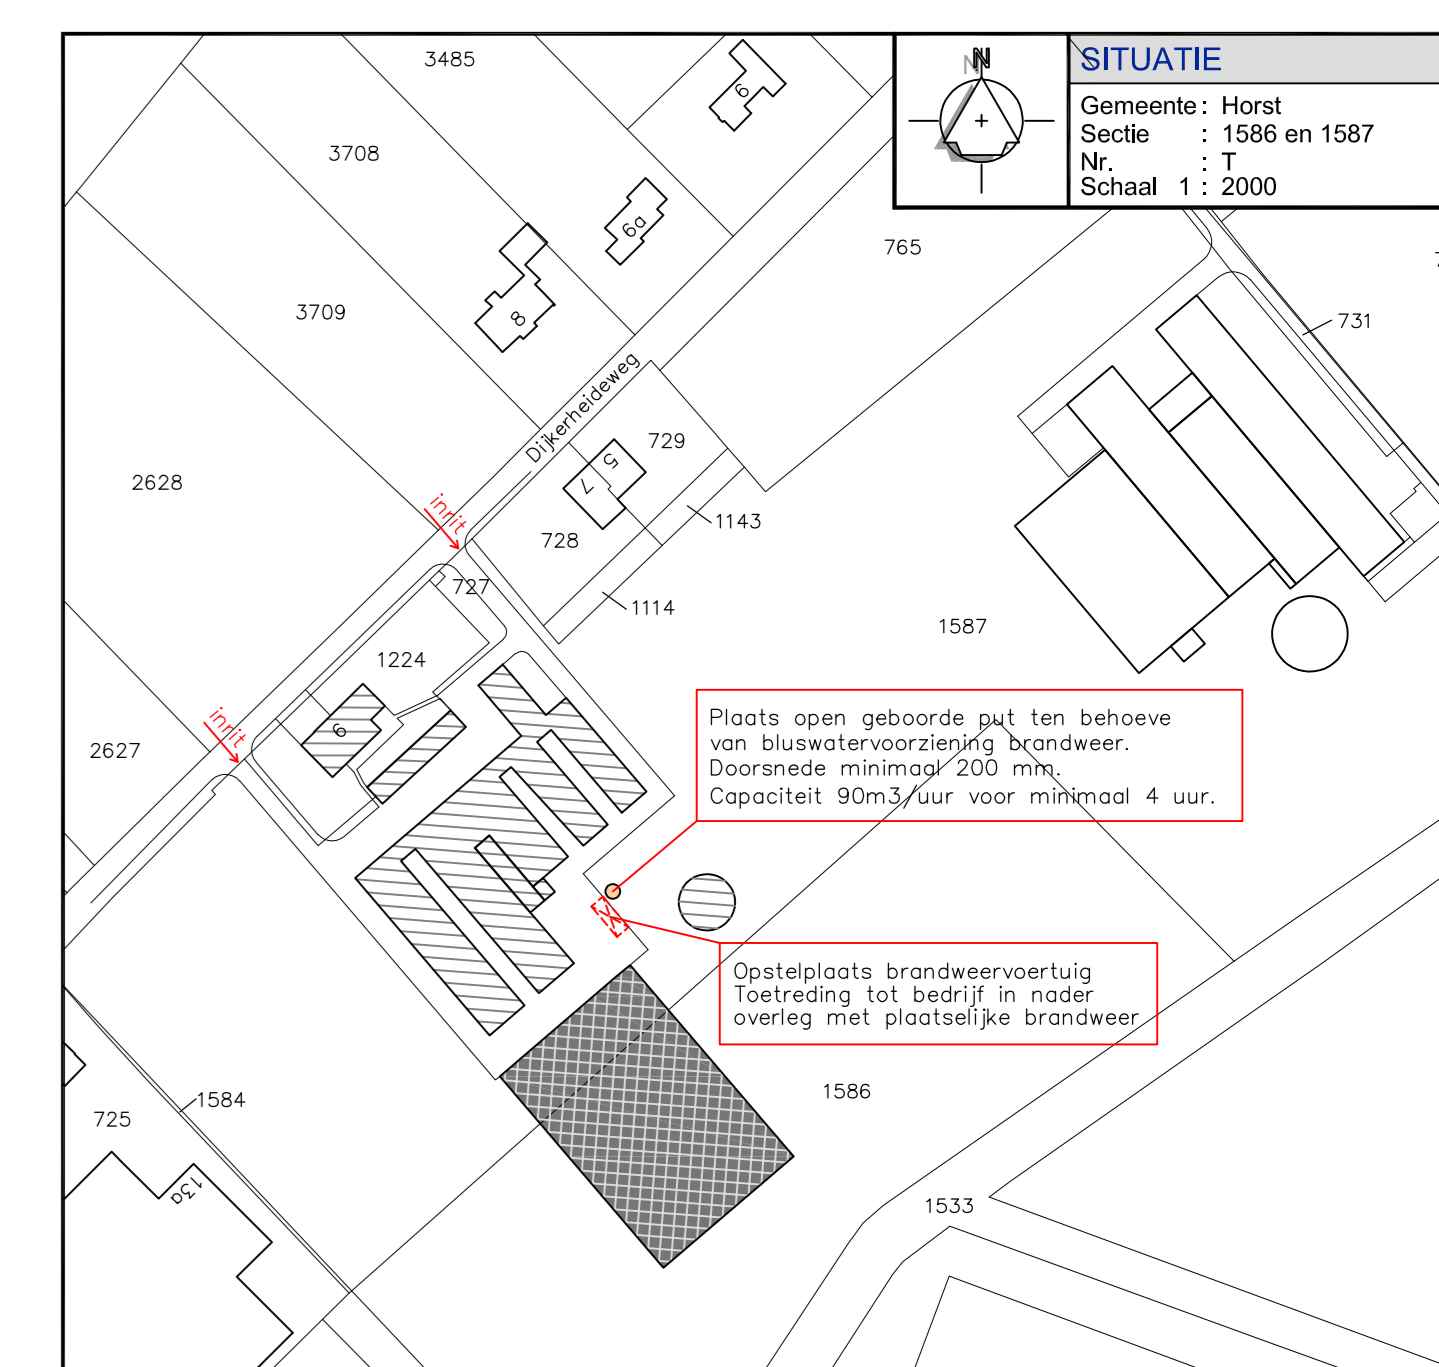 N
SITUATIE
Gemeente : Horst
Sectie : 1586 en 1587
Nr. : T
Schaal 1 : 2000
3485
3708
3709
9
9a
8
765
731
Dijkerheideweg
729
5
7
728
1143
1114
2628
inrit
727
1224
1587
9
inrit
2627
Plaats open geboorde put ten behoeve
van bluswatervoorziening brandweer.
Doorsnede minimaal 200 mm.
Capaciteit 90m3/uur voor minimaal 4 uur.
Opstelplaats brandweervoertuig
Toetreding tot bedrijf in nader
overleg met plaatselijke brandweer
1586
1584
725
13a
1533